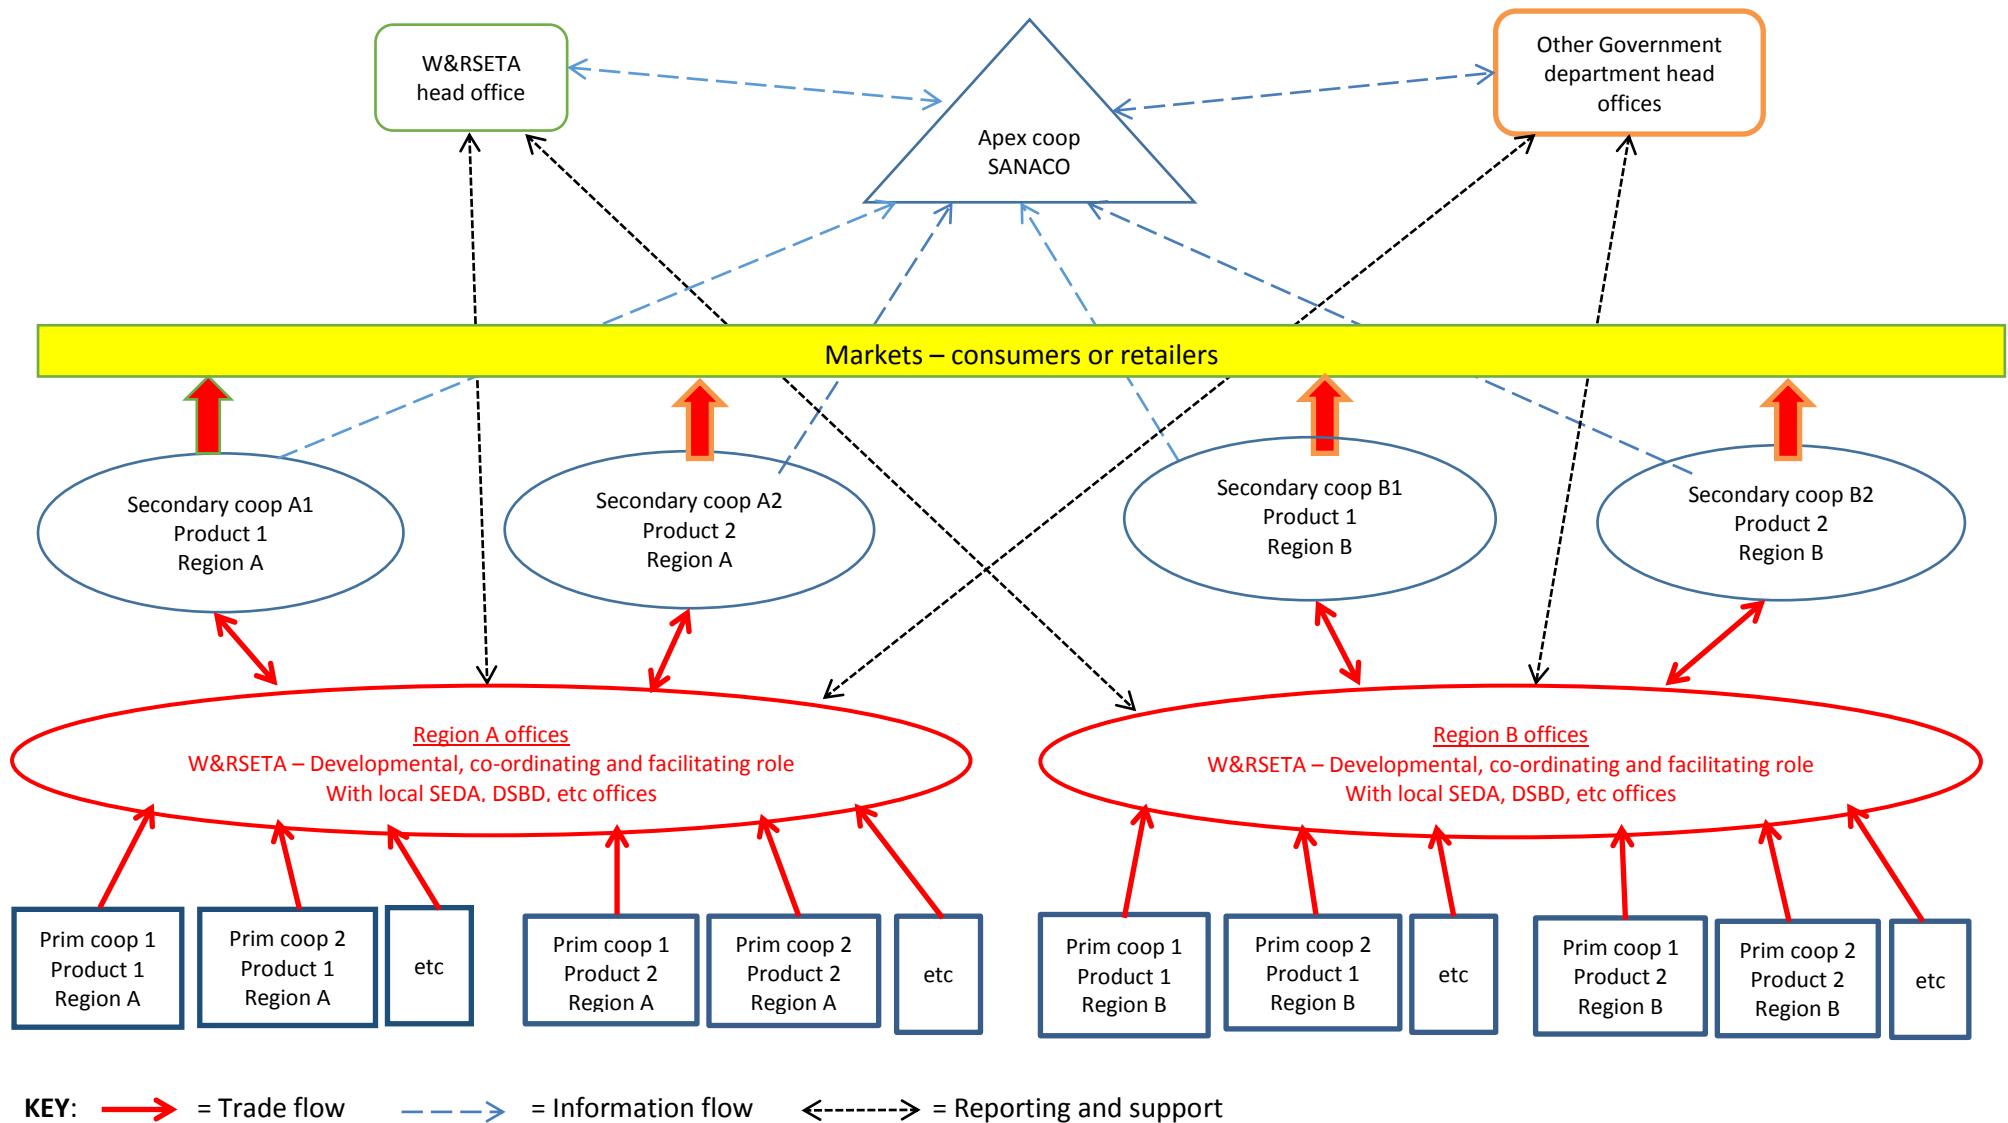 W&RSETA
head office
Apex coop
SANACO
Other Government
department head
offices
Markets – consumers or retailers
Secondary coop A1
Product 1
Region A
Secondary coop A2
Product 2
Region A
Secondary coop B1
Product 1
Region B
Secondary coop B2
Product 2
Region B
Region A offices
W&RSETA – Developmental, co-ordinating and facilitating role
With local SEDA, DSBD, etc offices
Region B offices
W&RSETA – Developmental, co-ordinating and facilitating role
With local SEDA, DSBD, etc offices
Prim coop 1
Product 1
Region A
Prim coop 2
Product 1
Region A
etc
Prim coop 1
Product 2
Region A
Prim coop 2
Product 2
Region A
etc
Prim coop 1
Product 1
Region B
Prim coop 2
Product 1
Region B
etc
Prim coop 1
Product 2
Region B
Prim coop 2
Product 2
Region B
etc
KEY: = Trade flow = Information flow = Reporting and support